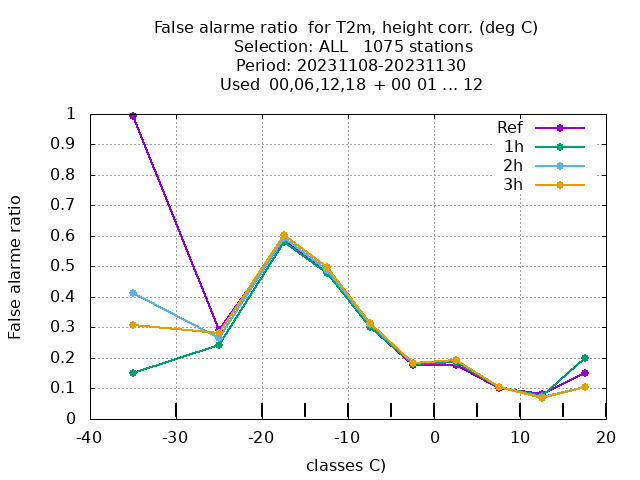 False alarme ratio  for T2m, height corr. (deg C)
Selection: ALL   1075 stations
Period: 20231108-20231130
Used  00,06,12,18  + 00 01 ... 12
Ref
1h
2h
3h
1
0.9
0.8
0.7
0.6
0.5
0.4
0.3
0.2
0.1
0
False alarme ratio
-40 -30 -20 -10 0 10 20
classes C)